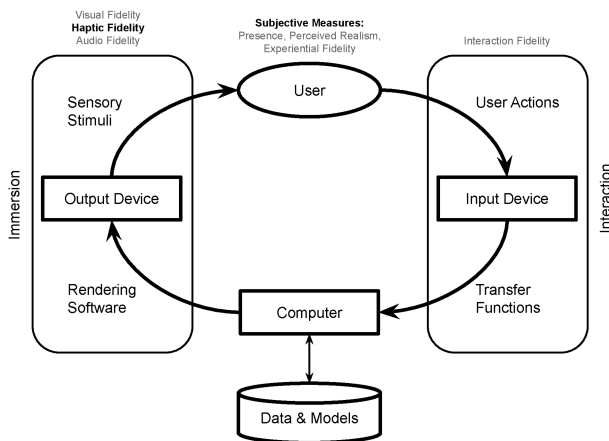 Visual Fidelity
Haptic Fidelity
Audio Fidelity
Subjective Measures:
Presence, Perceived Realism,
Experiential Fidelity
Interaction Fidelity
Sensory
Stimuli
User
User Actions
Immersion
Output Device
Input Device
Interaction
Rendering
Software
Computer
Transfer
Functions
Data & Models